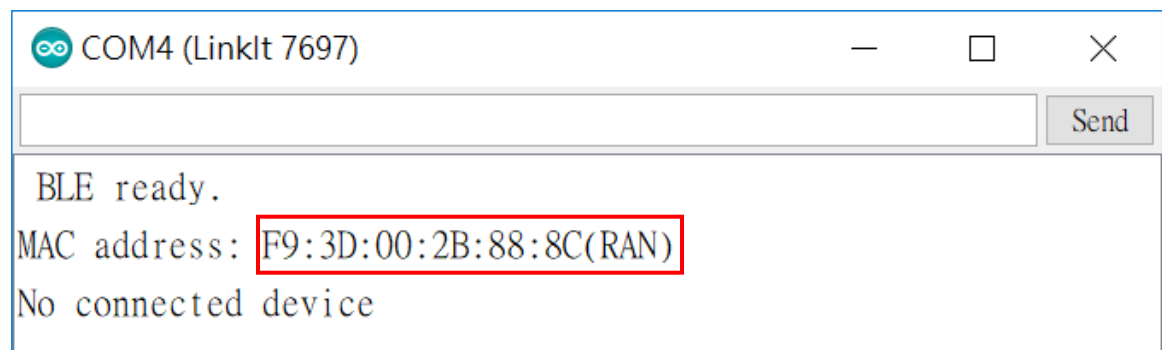 COM4 (LinkIt 7697)
Send
BLE ready.
MAC address: F9:3D:00:2B:88:8C(RAN)
No connected device